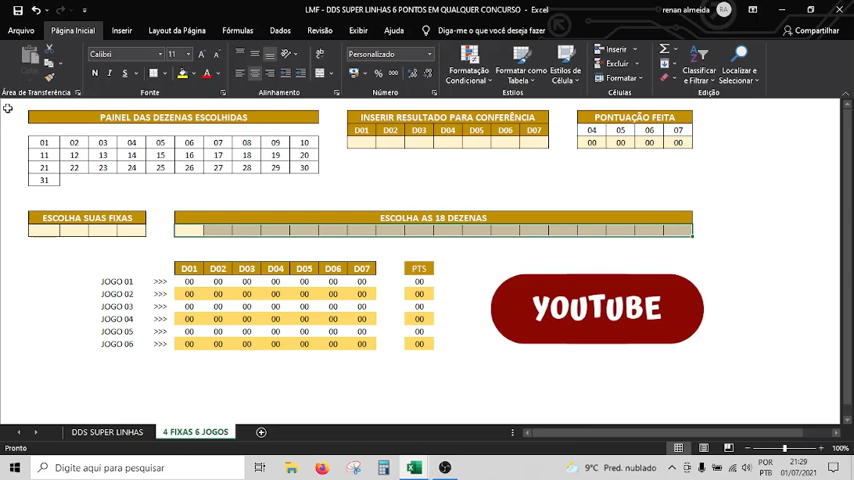 LMF - DDS SUPER LINHAS 6 PONTOS EM QUALQUER CONCURSO - Excel
renan almeida RA
Arquivo Página Inicial Inserir Layout da Página Fórmulas Dados Revisão Exibir Ajuda Diga-me o que você deseja fazer Compartilhar
Colar Calibri 11 Personalizado Formatação Condicional Formatar como Tabela Estilos de Célula Inserir Excluir Formatar Classificar e Filtrar Localizar e Selecionar
N I S
Área de Transferência Fonte Alinhamento Número Estilos Células Edição
PAINEL DAS DEZENAS ESCOLHIDAS INSERIR RESULTADO PARA CONFERÊNCIA PONTUAÇÃO FEITA
D01 D02 D03 D04 D05 D06 D07 04 05 06 07
01 02 03 04 05 06 07 08 09 10 00 00 00 00
11 12 13 14 15 16 17 18 19 20
21 22 23 24 25 26 27 28 29 30
31
ESCOLHA SUAS FIXAS ESCOLHA AS 18 DEZENAS
D01 D02 D03 D04 D05 D06 D07 PTS
JOGO 01 >>> 00 00 00 00 00 00 00 00
JOGO 02 >>> 00 00 00 00 00 00 00 00
JOGO 03 >>> 00 00 00 00 00 00 00 00
JOGO 04 >>> 00 00 00 00 00 00 00 00
JOGO 05 >>> 00 00 00 00 00 00 00 00
JOGO 06 >>> 00 00 00 00 00 00 00 00
YOUTUBE
DDS SUPER LINHAS 4 FIXAS 6 JOGOS
Pronto 100%
Digite aqui para pesquisar 9°C Pred. nublado POR PTB 21:29 01/07/2021